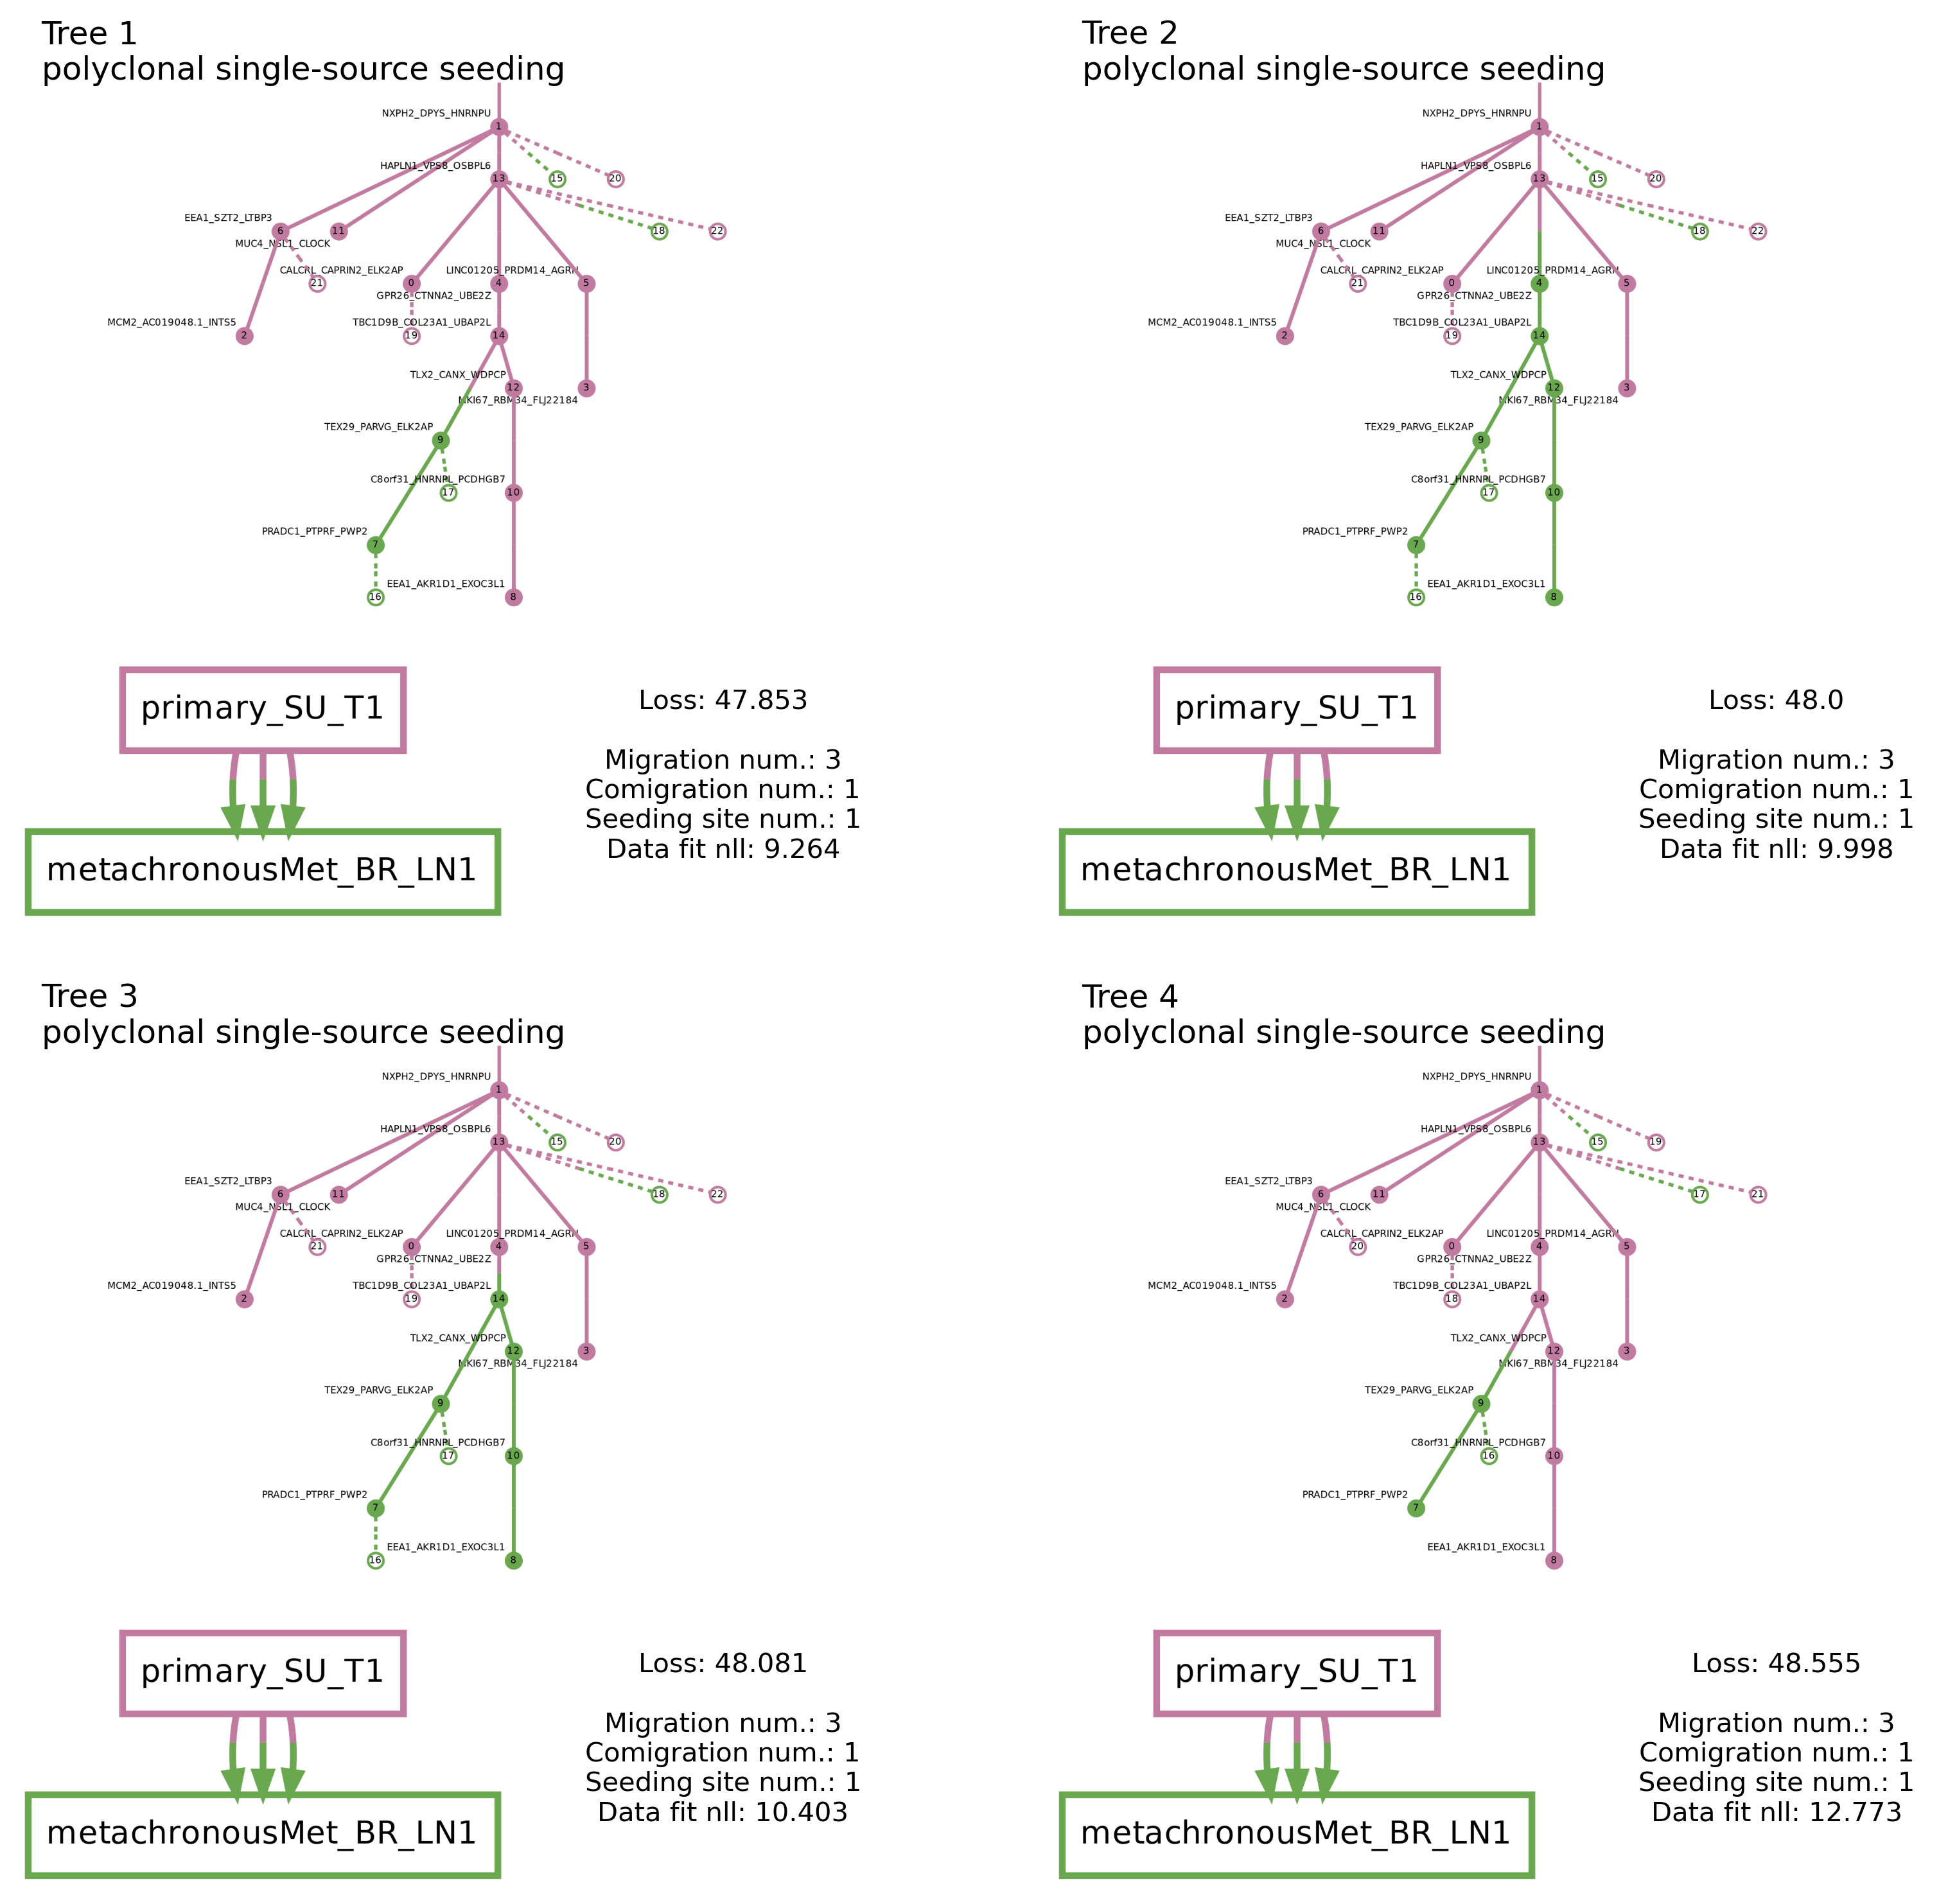 Tree 1
polyclonal single-source seeding
NXPH2_DPYS_HNRNPU
1
HAPLN1_VPS8_OSBPL6
13
15
20
EEA1_SZT2_LTBP3
6
11
18
22
MUC4_NSL1_CLOCK
CALCRL_CAPRIN2_ELK2AP
LINC01205_PRDM14_AGRN
21
0
4
5
GPR26_CTNNA2_UBE2Z
MCM2_AC019048.1_INTS5
TBC1D9B_COL23A1_UBAP2L
2
19
14
TLX2_CANX_WDPCP
12
3
MKI67_RBM34_FLJ22184
TEX29_PARVG_ELK2AP
9
C8orf31_HNRNPL_PCDHGB7
17
10
PRADC1_PTPRF_PWP2
7
EEA1_AKR1D1_EXOC3L1
16
8
primary_SU_T1
metachronousMet_BR_LN1
Loss: 47.853
Migration num.: 3
Comigration num.: 1
Seeding site num.: 1
Data fit nll: 9.264
Tree 2
polyclonal single-source seeding
NXPH2_DPYS_HNRNPU
1
HAPLN1_VPS8_OSBPL6
13
15
20
EEA1_SZT2_LTBP3
6
11
18
22
MUC4_NSL1_CLOCK
CALCRL_CAPRIN2_ELK2AP
LINC01205_PRDM14_AGRN
21
0
4
5
GPR26_CTNNA2_UBE2Z
MCM2_AC019048.1_INTS5
TBC1D9B_COL23A1_UBAP2L
2
19
14
TLX2_CANX_WDPCP
12
3
MKI67_RBM34_FLJ22184
TEX29_PARVG_ELK2AP
9
C8orf31_HNRNPL_PCDHGB7
17
10
PRADC1_PTPRF_PWP2
7
EEA1_AKR1D1_EXOC3L1
16
8
primary_SU_T1
metachronousMet_BR_LN1
Loss: 48.0
Migration num.: 3
Comigration num.: 1
Seeding site num.: 1
Data fit nll: 9.998
Tree 3
polyclonal single-source seeding
NXPH2_DPYS_HNRNPU
1
HAPLN1_VPS8_OSBPL6
13
15
20
EEA1_SZT2_LTBP3
6
11
18
22
MUC4_NSL1_CLOCK
CALCRL_CAPRIN2_ELK2AP
LINC01205_PRDM14_AGRN
21
0
4
5
GPR26_CTNNA2_UBE2Z
MCM2_AC019048.1_INTS5
TBC1D9B_COL23A1_UBAP2L
2
19
14
TLX2_CANX_WDPCP
12
3
MKI67_RBM34_FLJ22184
TEX29_PARVG_ELK2AP
9
C8orf31_HNRNPL_PCDHGB7
17
10
PRADC1_PTPRF_PWP2
7
EEA1_AKR1D1_EXOC3L1
16
8
primary_SU_T1
metachronousMet_BR_LN1
Loss: 48.081
Migration num.: 3
Comigration num.: 1
Seeding site num.: 1
Data fit nll: 10.403
Tree 4
polyclonal single-source seeding
NXPH2_DPYS_HNRNPU
1
HAPLN1_VPS8_OSBPL6
13
15
19
EEA1_SZT2_LTBP3
6
11
17
21
MUC4_NSL1_CLOCK
CALCRL_CAPRIN2_ELK2AP
LINC01205_PRDM14_AGRN
20
0
4
5
GPR26_CTNNA2_UBE2Z
MCM2_AC019048.1_INTS5
TBC1D9B_COL23A1_UBAP2L
2
18
14
TLX2_CANX_WDPCP
12
3
MKI67_RBM34_FLJ22184
TEX29_PARVG_ELK2AP
9
C8orf31_HNRNPL_PCDHGB7
16
10
PRADC1_PTPRF_PWP2
7
EEA1_AKR1D1_EXOC3L1
8
primary_SU_T1
metachronousMet_BR_LN1
Loss: 48.555
Migration num.: 3
Comigration num.: 1
Seeding site num.: 1
Data fit nll: 12.773